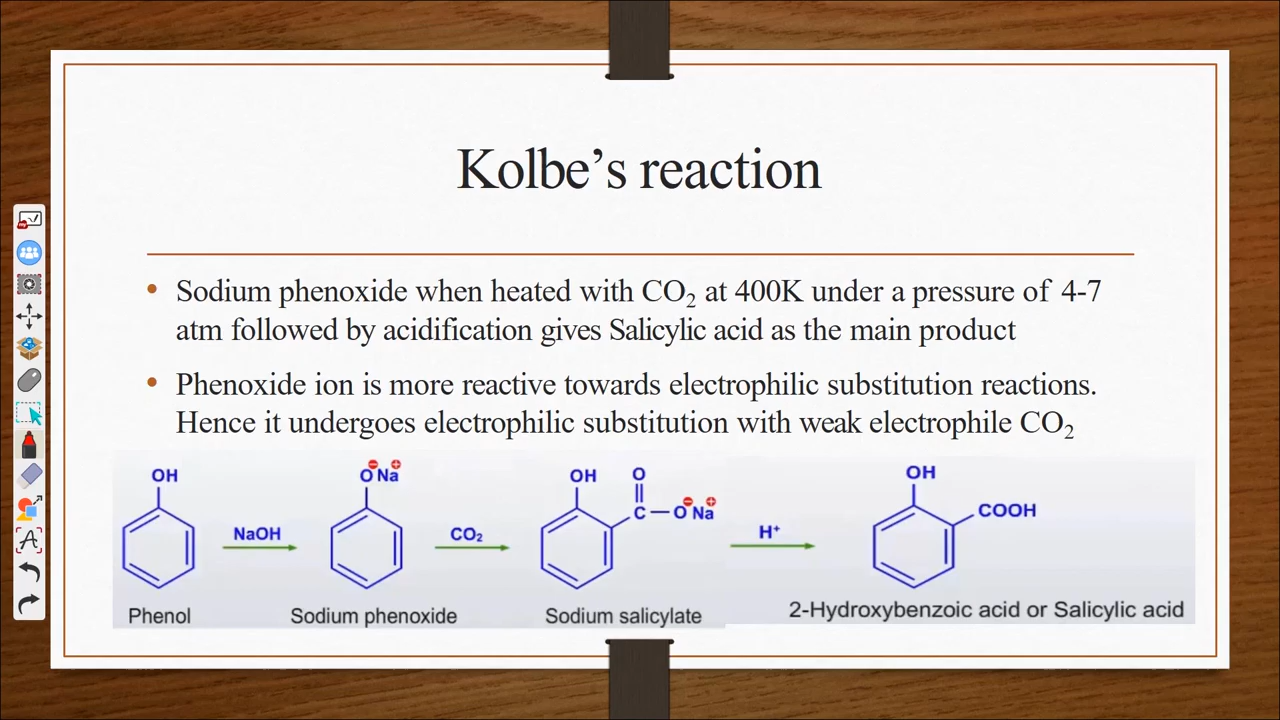 Kolbe’s reaction
• Sodium phenoxide when heated with CO₂ at 400K under a pressure of 4-7
atm followed by acidification gives Salicylic acid as the main product
• Phenoxide ion is more reactive towards electrophilic substitution reactions.
Hence it undergoes electrophilic substitution with weak electrophile CO₂
OH
O⊖Na⊕
OH
O
C—O⊖Na⊕
OH
COOH
NaOH
CO₂
H⁺
Phenol
Sodium phenoxide
Sodium salicylate
2-Hydroxybenzoic acid or Salicylic acid